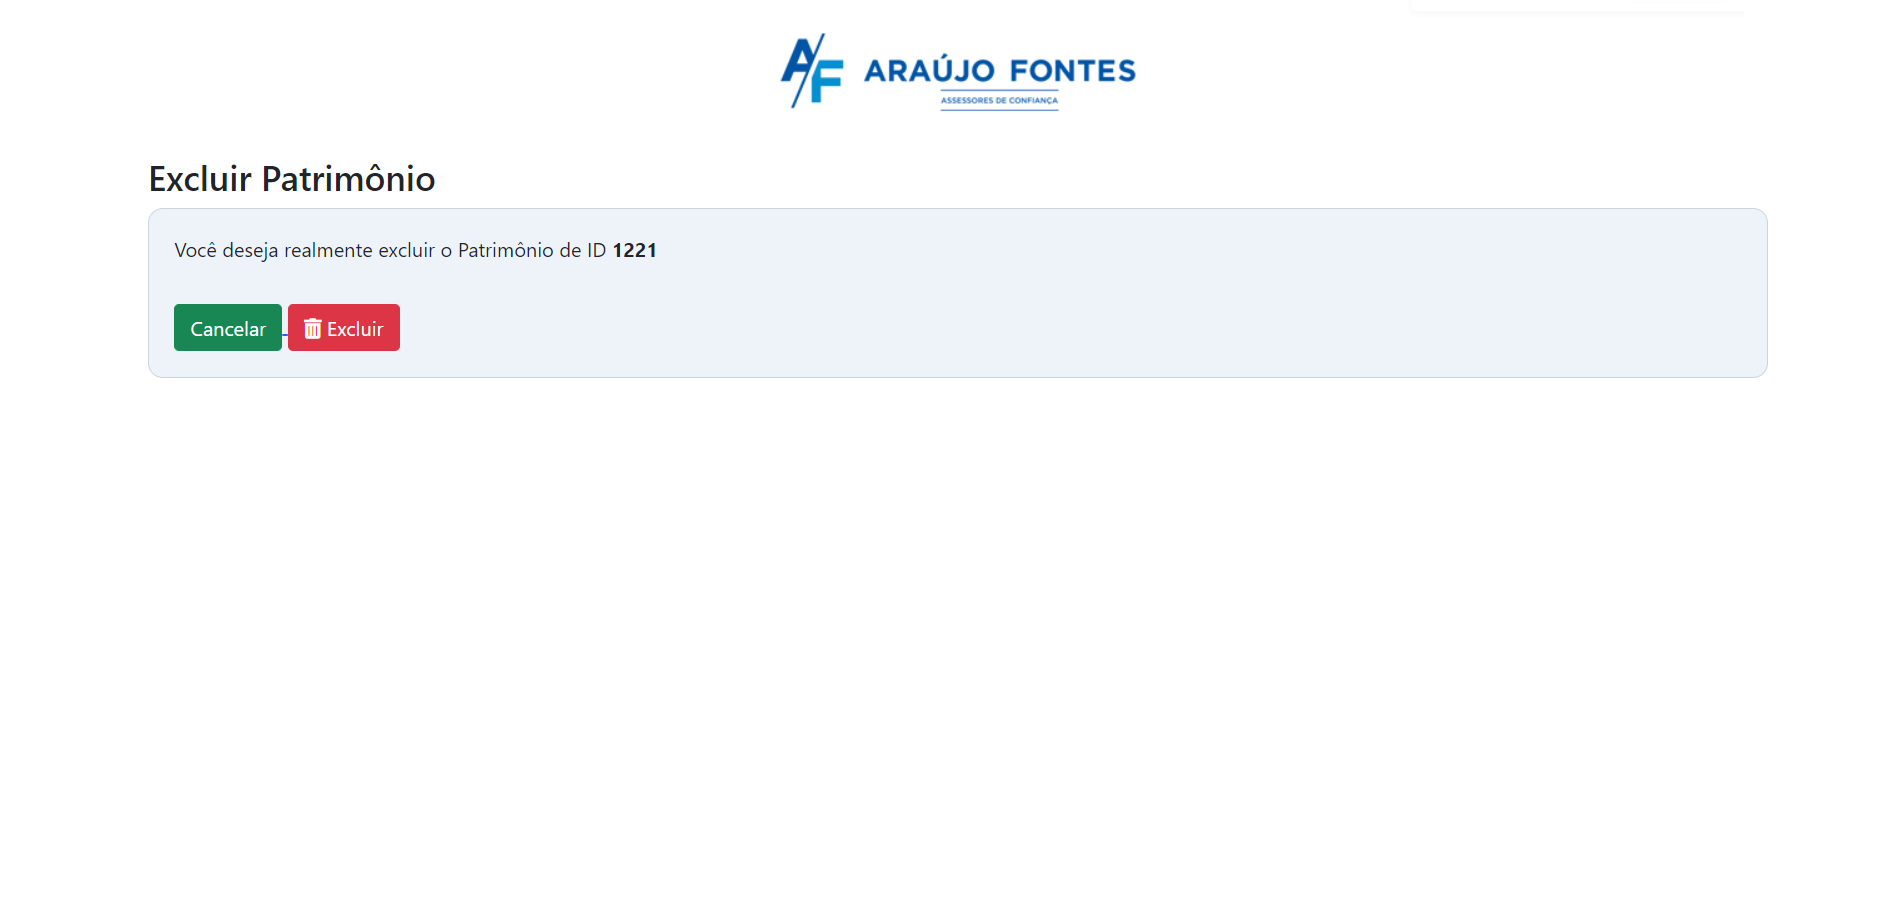 AF ARAÚJO FONTES
ASSESSORES DE CONFIANÇA
Excluir Patrimônio
Você deseja realmente excluir o Patrimônio de ID 1221
Cancelar Excluir